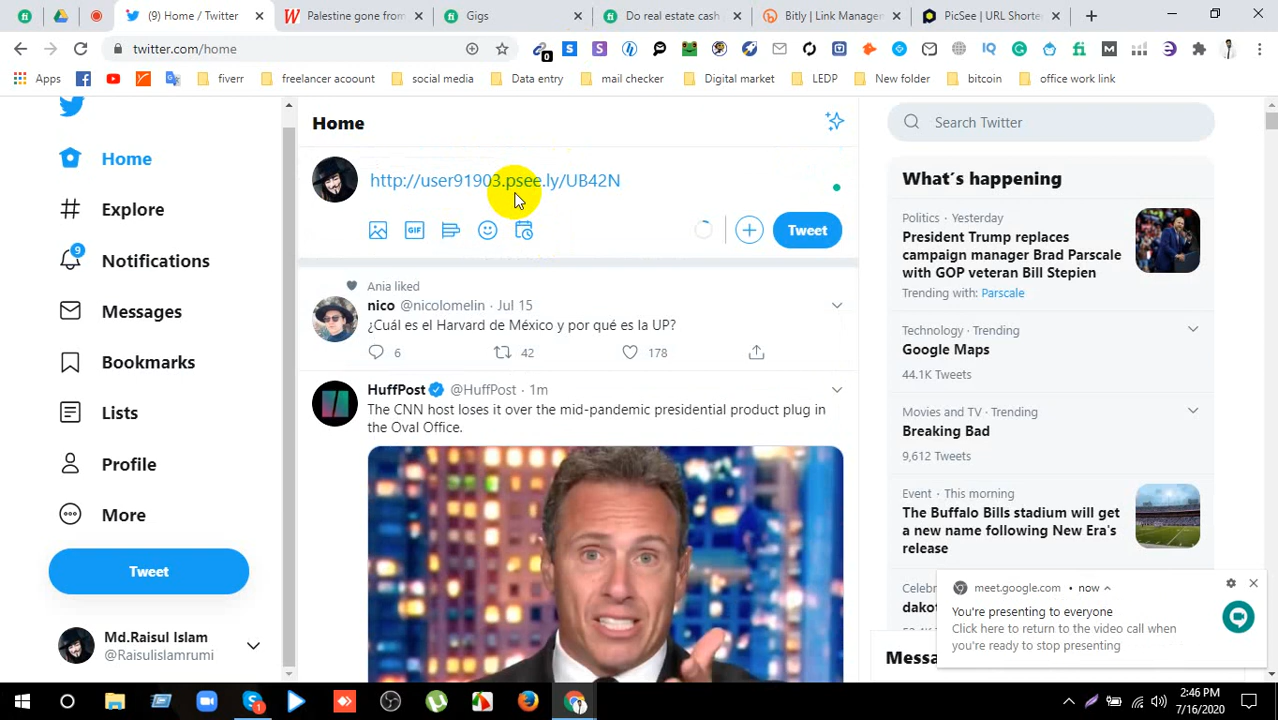 (9) Home / Twitter
Palestine gone from
Gigs
Do real estate cash
Bitly | Link Manage
PicSee | URL Shorte
twitter.com/home
0
Apps
fiverr
freelancer acoount
social media
Data entry
mail checker
Digital market
LEDP
New folder
bitcoin
office work link
Home
Search Twitter
Home
Explore
9
Notifications
Messages
Bookmarks
Lists
Profile
More
Tweet
Md.Raisul Islam
@Raisulislamrumi
http://user91903.psee.ly/UB42N
GIF
Tweet
Ania liked
nico @nicolomelin · Jul 15
¿Cuál es el Harvard de México y por qué es la UP?
6
42
178
HuffPost @HuffPost · 1m
The CNN host loses it over the mid-pandemic presidential product plug in
the Oval Office.
What's happening
Politics · Yesterday
President Trump replaces
campaign manager Brad Parscale
with GOP veteran Bill Stepien
Trending with: Parscale
Technology · Trending
Google Maps
44.1K Tweets
Movies and TV · Trending
Breaking Bad
9,612 Tweets
Event · This morning
The Buffalo Bills stadium will get
a new name following New Era's
release
Celebr
dakot
Mess
meet.google.com • now
You're presenting to everyone
Click here to return to the video call when
you're ready to stop presenting
2:46 PM
7/16/2020